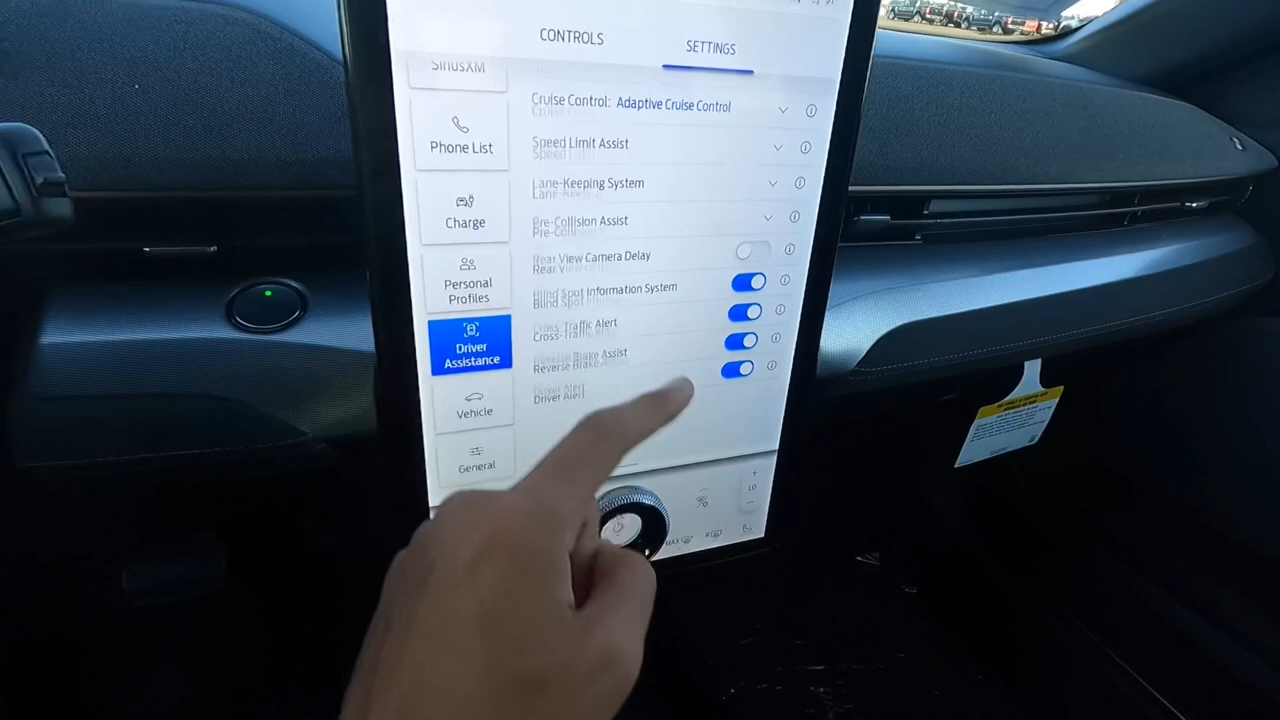 CONTROLS
SETTINGS
SiriusXM
Phone List
Charge
Personal
Profiles
Driver
Assistance
Vehicle
General
Cruise Control: Adaptive Cruise Control
Speed Limit Assist
Lane-Keeping System
Pre-Collision Assist
Rear View Camera Delay
Blind Spot Information System
Cross-Traffic Alert
Reverse Brake Assist
Driver Alert
+
LO
−
MAX
R